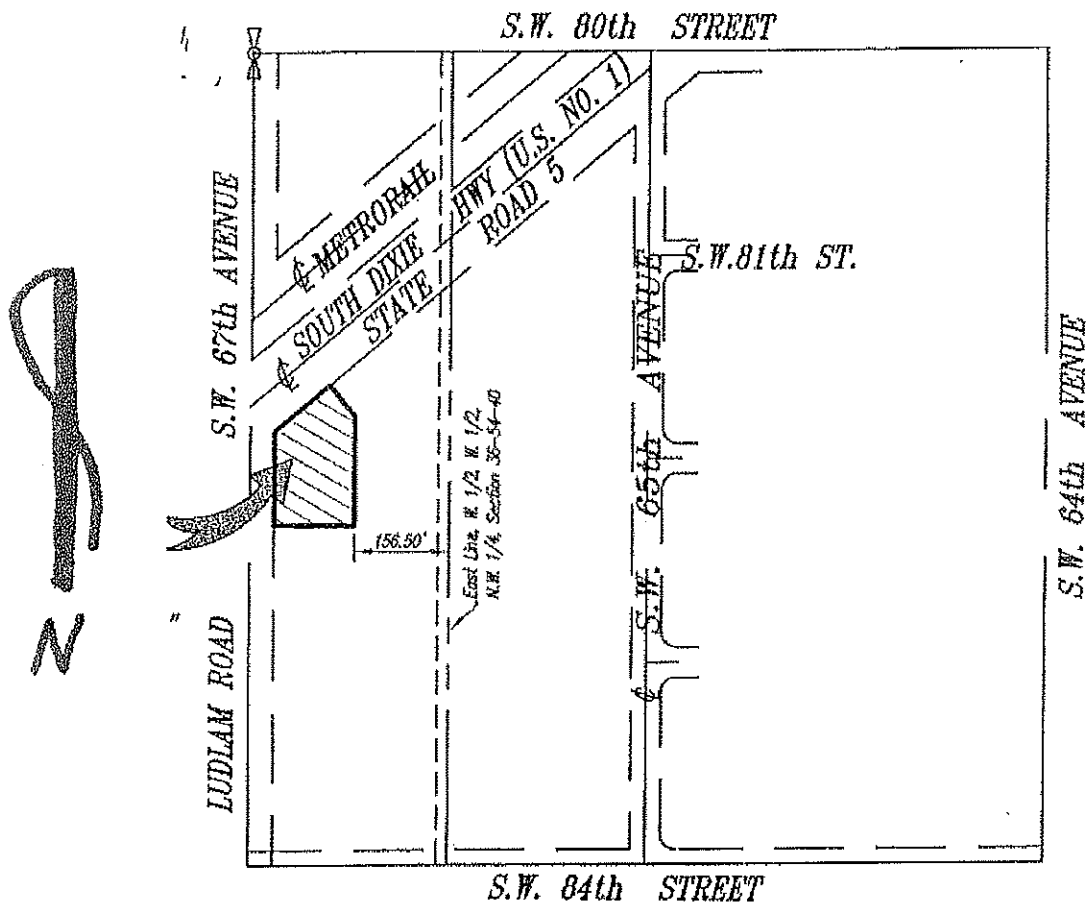 S.W. 80th STREET
S.W. 67th AVENUE
℄ METRORAIL
℄ SOUTH DIXIE HWY (U.S. NO. 1)
STATE ROAD 5
S.W.81th ST.
℄ S.W. 65th AVENUE
S.W. 64th AVENUE
East Line, W. 1/2, W. 1/2,
N.W. 1/4, Section 36-54-40
156.50'
N
LUDLAM ROAD
S.W. 84th STREET